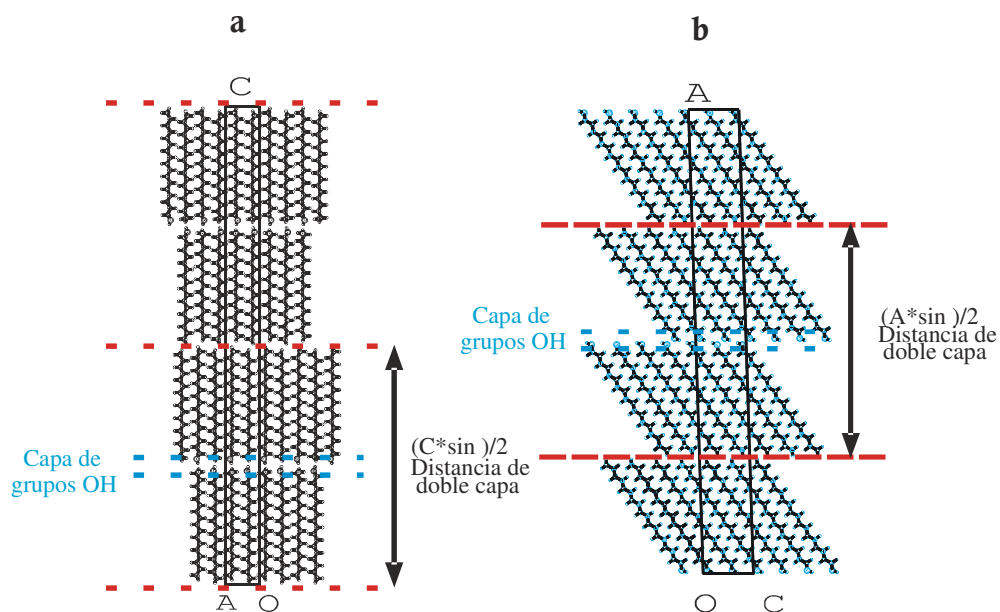 a
b
C
A
Capa de
grupos OH
(A*sin )/2
Distancia de
doble capa
(C*sin )/2
Distancia de
doble capa
Capa de
grupos OH
A O
O C